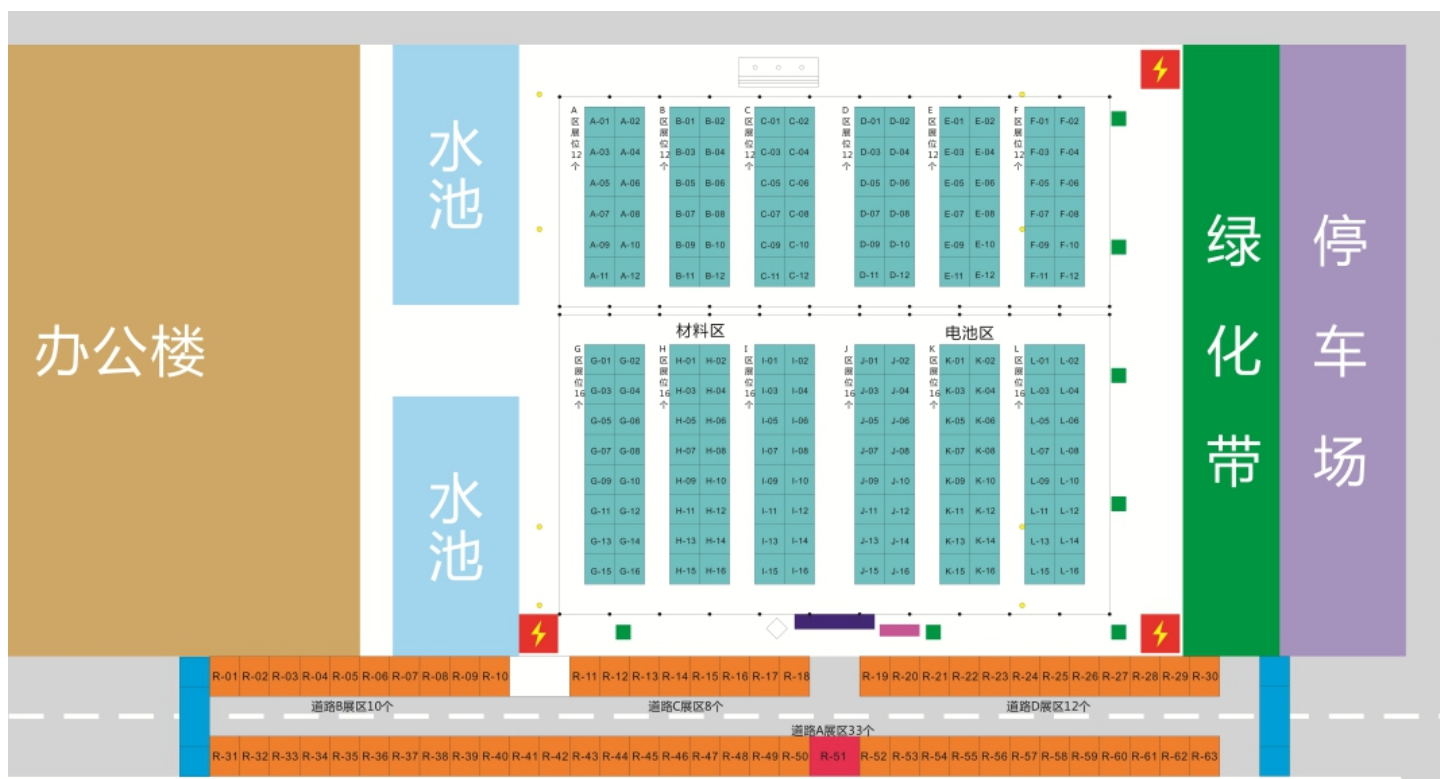 办公楼
水池
水池
绿化带
停车场
A区展位12个
A-01 A-02
A-03 A-04
A-05 A-06
A-07 A-08
A-09 A-10
A-11 A-12
B区展位12个
B-01 B-02
B-03 B-04
B-05 B-06
B-07 B-08
B-09 B-10
B-11 B-12
C区展位12个
C-01 C-02
C-03 C-04
C-05 C-06
C-07 C-08
C-09 C-10
C-11 C-12
D区展位12个
D-01 D-02
D-03 D-04
D-05 D-06
D-07 D-08
D-09 D-10
D-11 D-12
E区展位12个
E-01 E-02
E-03 E-04
E-05 E-06
E-07 E-08
E-09 E-10
E-11 E-12
F区展位12个
F-01 F-02
F-03 F-04
F-05 F-06
F-07 F-08
F-09 F-10
F-11 F-12
材料区
电池区
G区展位16个
G-01 G-02
G-03 G-04
G-05 G-06
G-07 G-08
G-09 G-10
G-11 G-12
G-13 G-14
G-15 G-16
H区展位16个
H-01 H-02
H-03 H-04
H-05 H-06
H-07 H-08
H-09 H-10
H-11 H-12
H-13 H-14
H-15 H-16
I区展位16个
I-01 I-02
I-03 I-04
I-05 I-06
I-07 I-08
I-09 I-10
I-11 I-12
I-13 I-14
I-15 I-16
J区展位16个
J-01 J-02
J-03 J-04
J-05 J-06
J-07 J-08
J-09 J-10
J-11 J-12
J-13 J-14
J-15 J-16
K区展位16个
K-01 K-02
K-03 K-04
K-05 K-06
K-07 K-08
K-09 K-10
K-11 K-12
K-13 K-14
K-15 K-16
L区展位16个
L-01 L-02
L-03 L-04
L-05 L-06
L-07 L-08
L-09 L-10
L-11 L-12
L-13 L-14
L-15 L-16
R-01 R-02 R-03 R-04 R-05 R-06 R-07 R-08 R-09 R-10
R-11 R-12 R-13 R-14 R-15 R-16 R-17 R-18
R-19 R-20 R-21 R-22 R-23 R-24 R-25 R-26 R-27 R-28 R-29 R-30
道路B展区10个
道路C展区8个
道路D展区12个
道路A展区33个
R-31 R-32 R-33 R-34 R-35 R-36 R-37 R-38 R-39 R-40 R-41 R-42 R-43 R-44 R-45 R-46 R-47 R-48 R-49 R-50 R-51 R-52 R-53 R-54 R-55 R-56 R-57 R-58 R-59 R-60 R-61 R-62 R-63